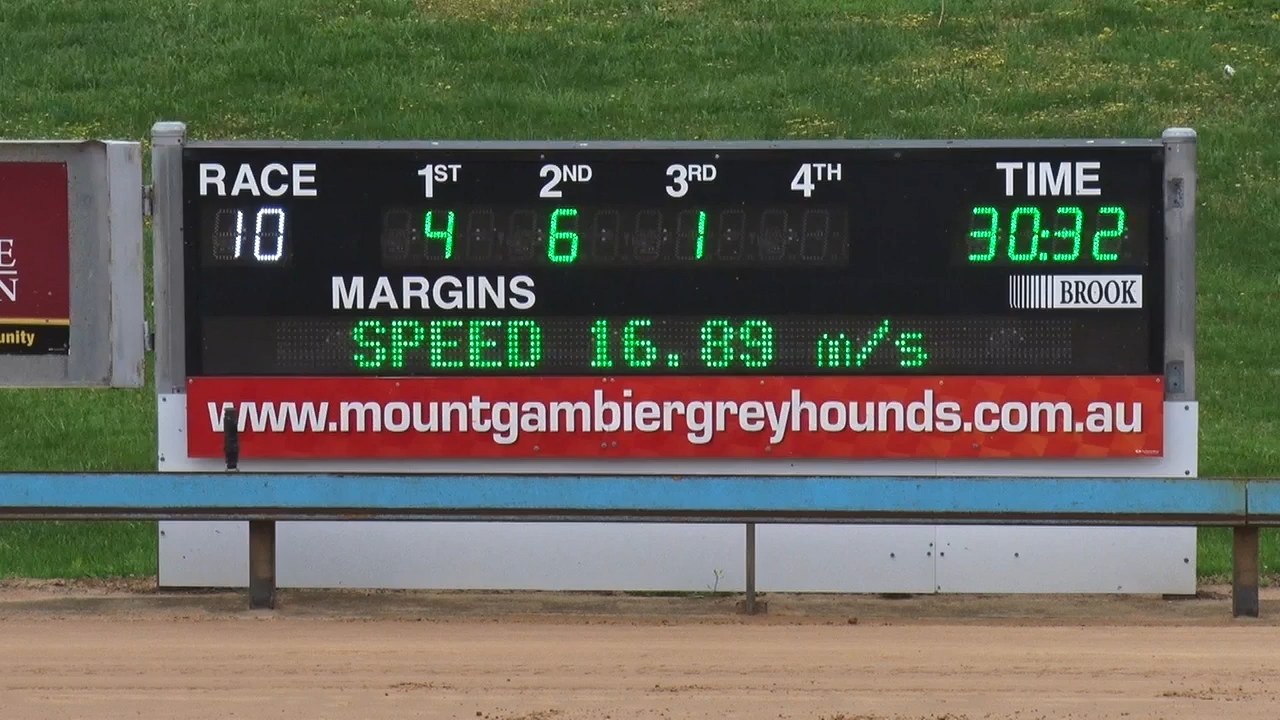 RACE 1ST 2ND 3RD 4TH TIME
10 4 6 1 30:32
MARGINS BROOK
SPEED 16.89 m/s
www.mountgambiergreyhounds.com.au
E
N
unity